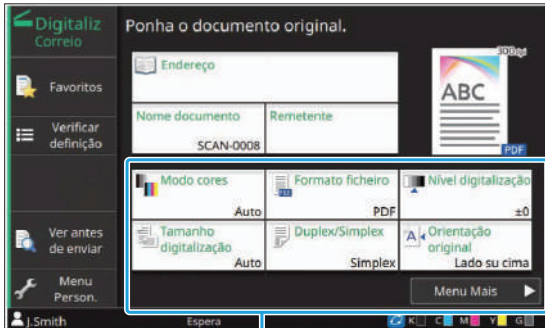 Digitaliz
Correio
Ponha o documento original.
300dpi
Favoritos
Endereço
ABC
Verificar
definição
Nome documento
SCAN-0008
Remetente
PDF
Modo cores
Auto
Formato ficheiro
PDF
Nível digitalização
±0
Ver antes
de enviar
Tamanho
digitalização
Auto
Duplex/Simplex
Simplex
Orientação
original
Lado su cima
Menu
Person.
Menu Mais
J.Smith
Espera
K C M Y G